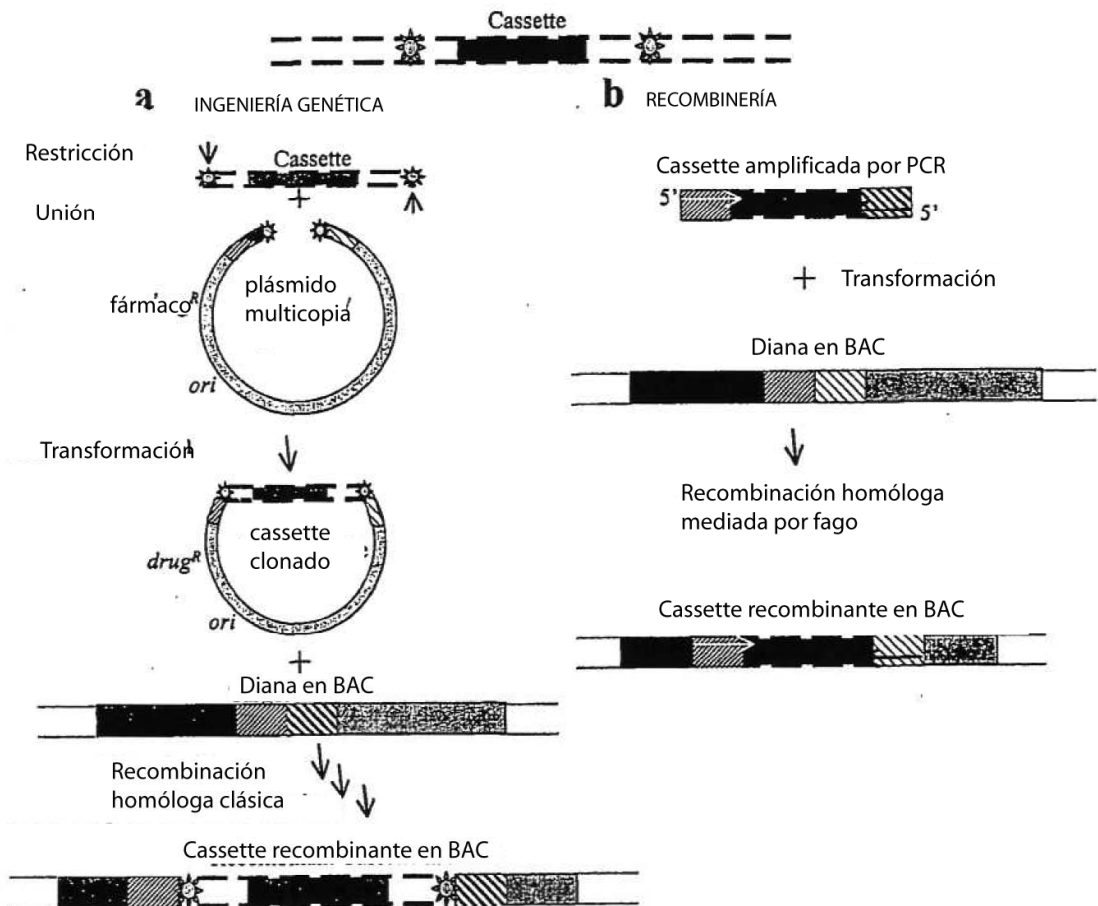 Cassette
a INGENIERÍA GENÉTICA
Restricción
Cassette
+
Unión
plásmido
multicopia
fármaco^R
ori
Transformación
cassette
clonado
drug^R
ori
+
Diana en BAC
Recombinación
homóloga clásica
Cassette recombinante en BAC
b RECOMBINERÍA
Cassette amplificada por PCR
5'
5'
+ Transformación
Diana en BAC
Recombinación homóloga
mediada por fago
Cassette recombinante en BAC